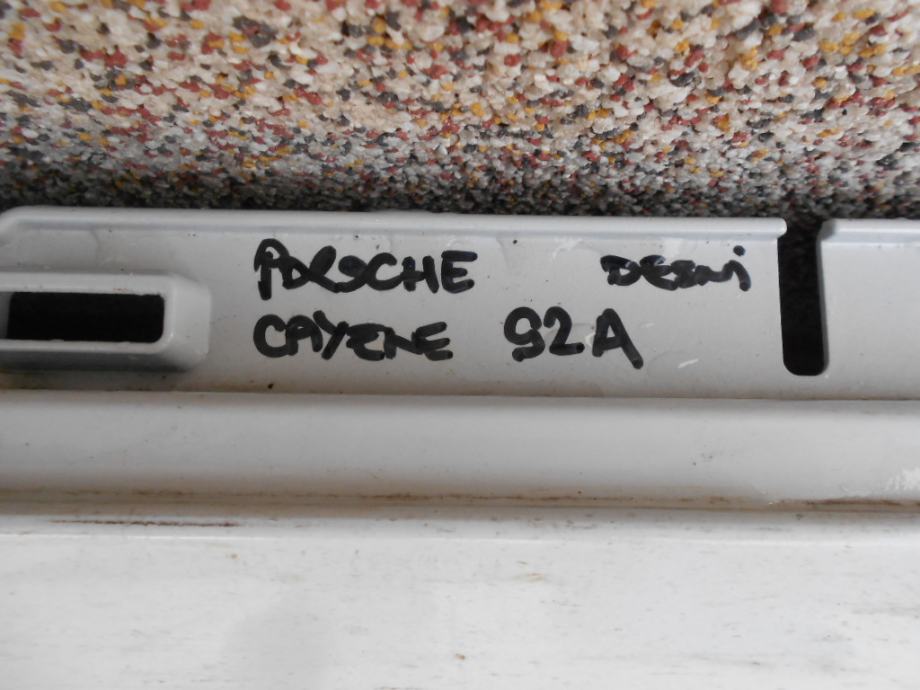 PORSCHE DESNI
CAYENE 92A